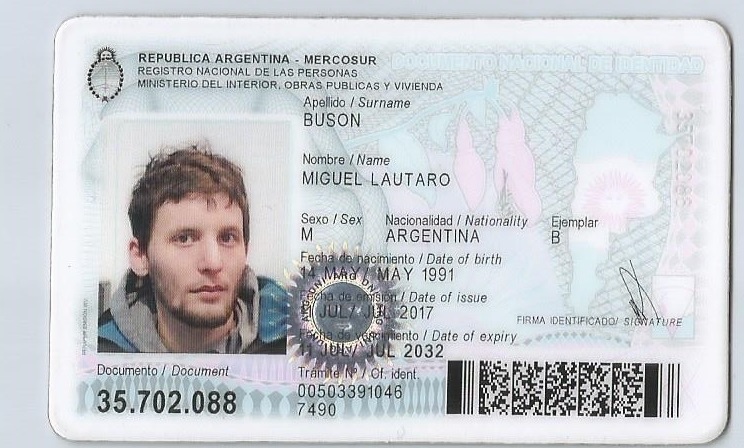 REPUBLICA ARGENTINA - MERCOSUR
REGISTRO NACIONAL DE LAS PERSONAS
MINISTERIO DEL INTERIOR, OBRAS PUBLICAS Y VIVIENDA
DOCUMENTO NACIONAL DE IDENTIDAD
Apellido / Surname
BUSON
Nombre / Name
MIGUEL LAUTARO
Sexo / Sex Nacionalidad / Nationality Ejemplar
M ARGENTINA B
Fecha de nacimiento / Date of birth
14 MAY/ MAY 1991
Fecha de emisión / Date of issue
JUL/ JUL 2017
Fecha de vencimiento / Date of expiry
JUL/ JUL 2032
FIRMA IDENTIFICADO/ SIGNATURE
Documento / Document
35.702.088
Trámite Nº / Of. ident.
00503391046
7490